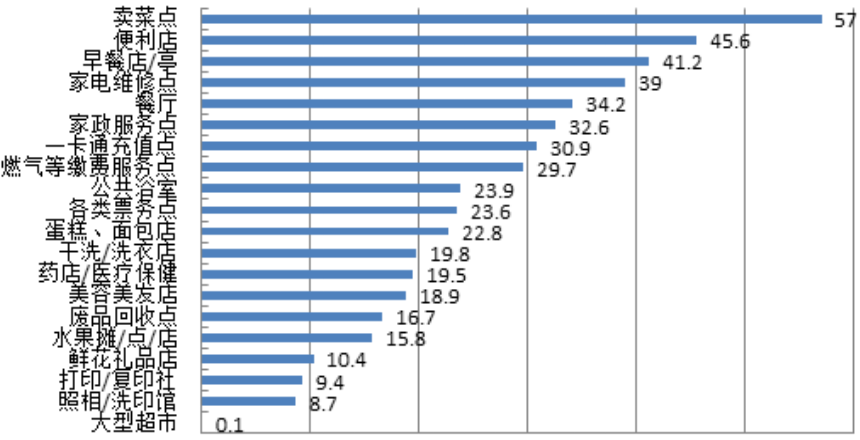 卖菜点 57
便利店 45.6
早餐店/亭 41.2
家电维修点 39
餐厅 34.2
家政服务点 32.6
一卡通充值点 30.9
燃气等缴费服务点 29.7
公共浴室 23.9
各类票务点 23.6
蛋糕、面包店 22.8
干洗/洗衣店 19.8
药店/医疗保健 19.5
美容美发店 18.9
废品回收点 16.7
水果摊/点/店 15.8
鲜花礼品店 10.4
打印/复印社 9.4
照相/洗印馆 8.7
大型超市 0.1